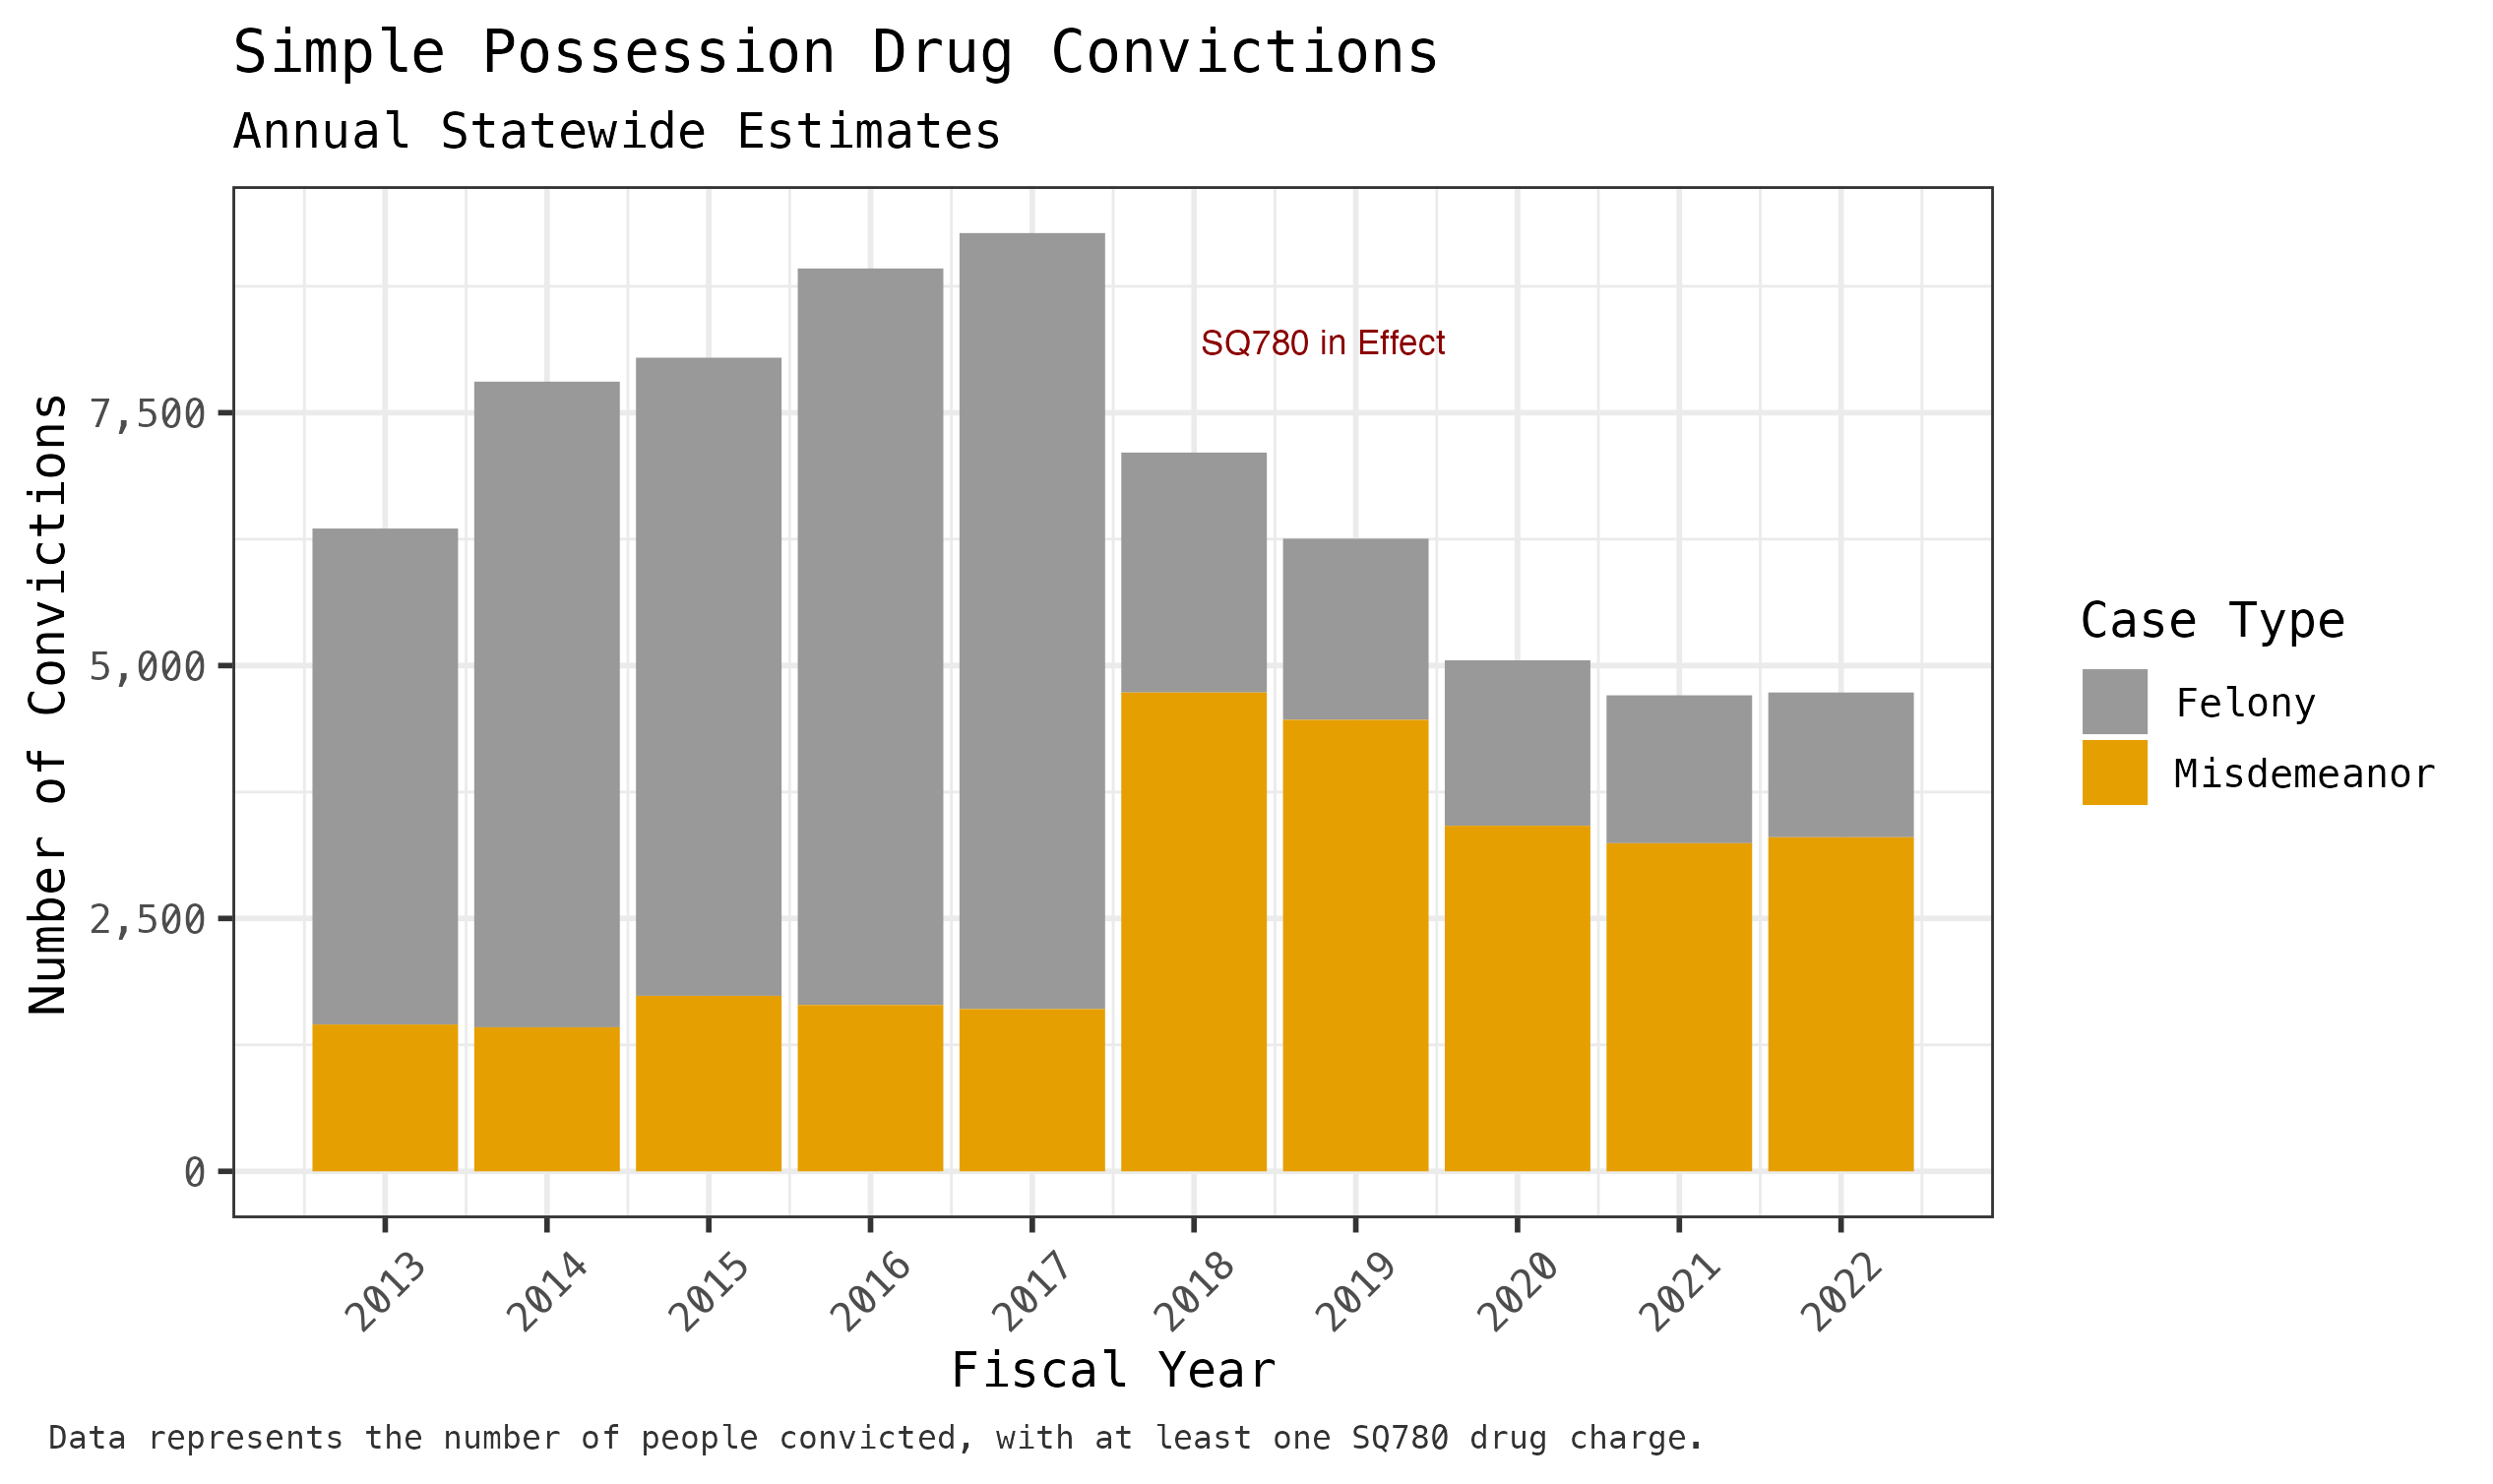 Simple Possession Drug Convictions
Annual Statewide Estimates
SQ780 in Effect
Number of Convictions
7,500
5,000
2,500
0
Case Type
Felony
Misdemeanor
2013
2014
2015
2016
2017
2018
2019
2020
2021
2022
Fiscal Year
Data represents the number of people convicted, with at least one SQ780 drug charge.